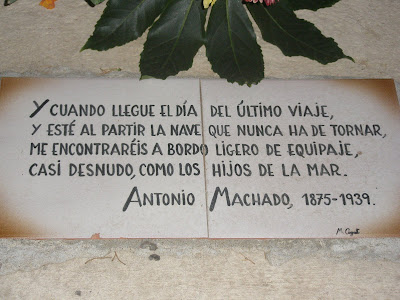 Y CUANDO LLEGUE EL DÍA DEL ÚLTIMO VIAJE,
Y ESTÉ AL PARTIR LA NAVE QUE NUNCA HA DE TORNAR,
ME ENCONTRARÉIS A BORDO LIGERO DE EQUIPAJE,
CASI DESNUDO, COMO LOS HIJOS DE LA MAR.
ANTONIO MACHADO, 1875-1939.